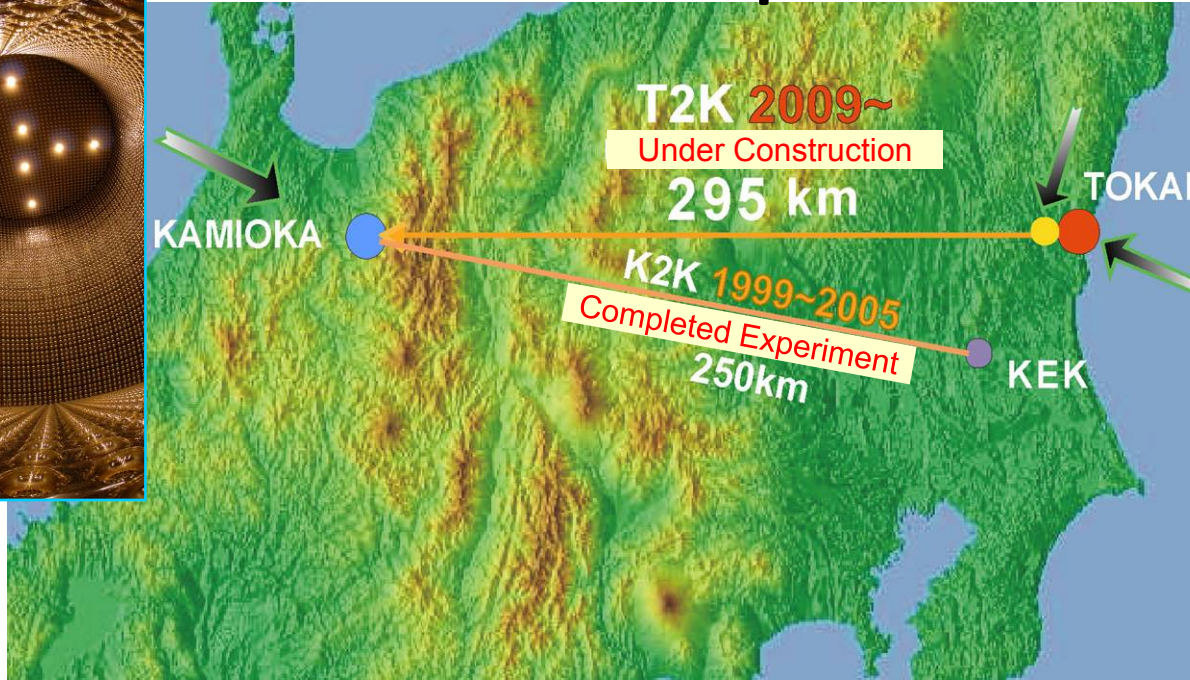 T2K 2009~
Under Construction
295 km
TOKAI
KAMIOKA
K2K 1999~2005
Completed Experiment
250km
KEK